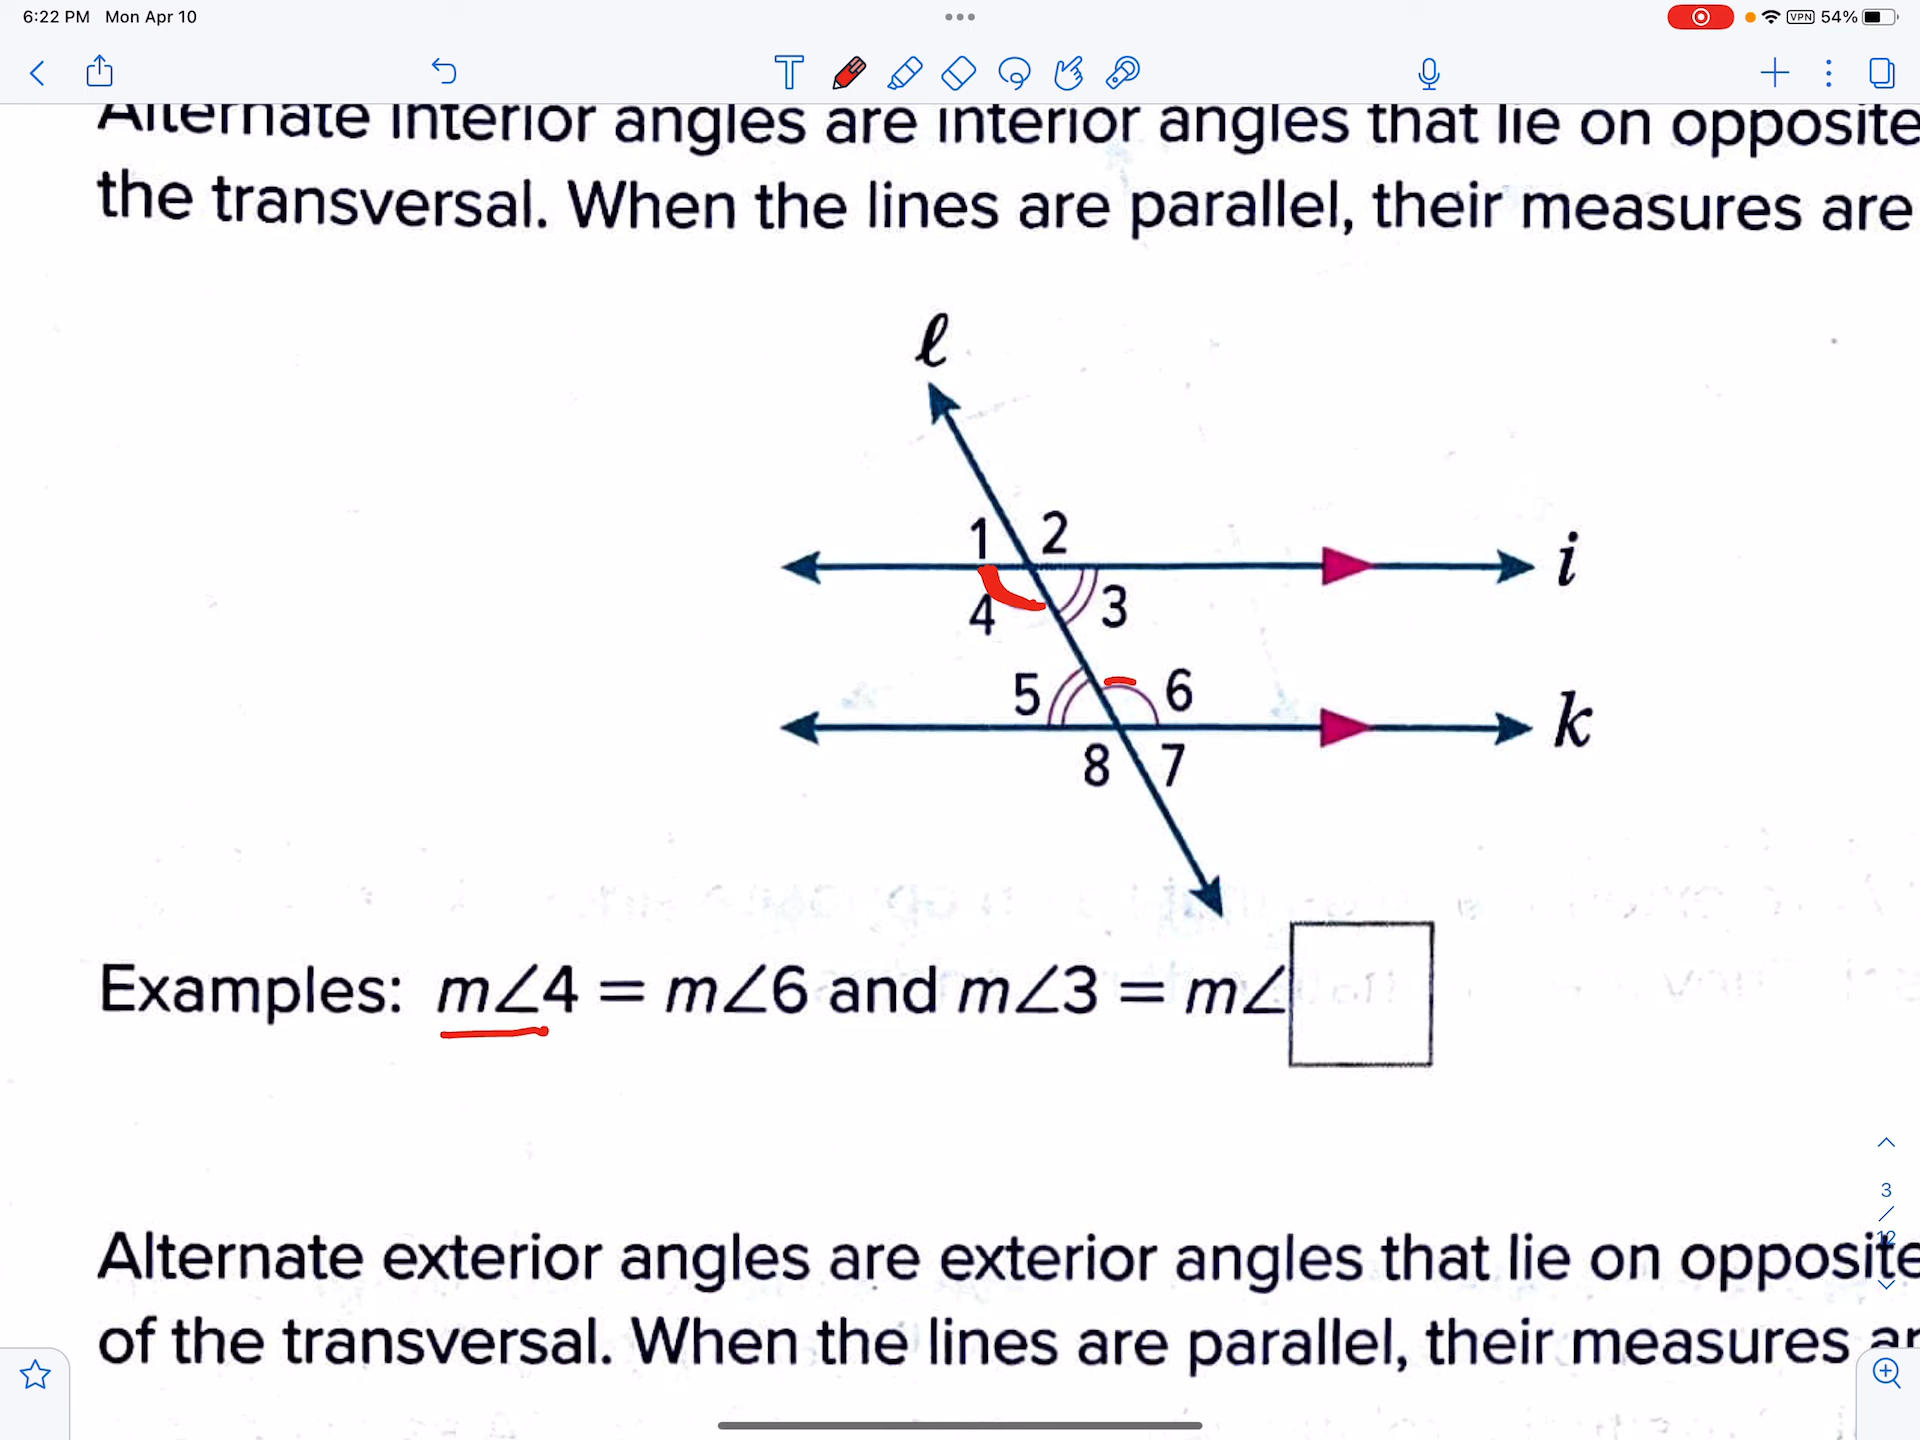 6:22 PM Mon Apr 10
VPN 54%
T
Alternate interior angles are interior angles that lie on opposite
the transversal. When the lines are parallel, their measures are
ℓ
1 2
i
4 3
5 6
k
8 7
Examples: m∠4 = m∠6 and m∠3 = m∠
3
/
12
Alternate exterior angles are exterior angles that lie on opposite
of the transversal. When the lines are parallel, their measures ar